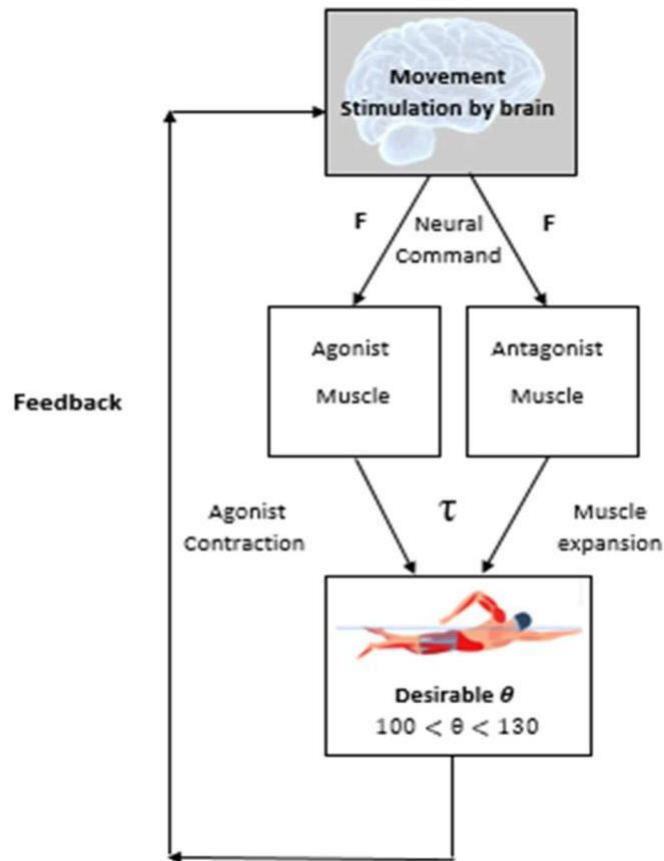 Movement
Stimulation by brain
F
Neural
Command
F
Agonist
Muscle
Antagonist
Muscle
Feedback
Agonist
Contraction
τ
Muscle
expansion
Desirable θ
100 < θ < 130